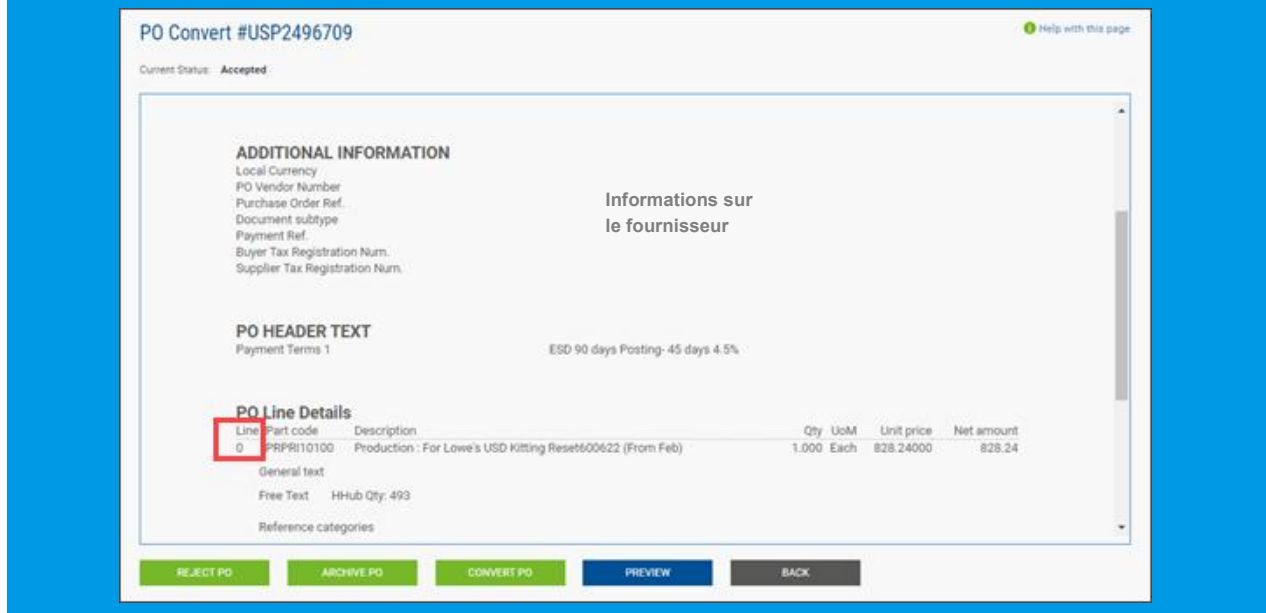 PO Convert #USP2496709
Help with this page
Current Status: Accepted
ADDITIONAL INFORMATION
Local Currency
PO Vendor Number
Purchase Order Ref.
Document subtype
Payment Ref.
Buyer Tax Registration Num.
Supplier Tax Registration Num.
Informations sur
le fournisseur
PO HEADER TEXT
Payment Terms 1 ESD 90 days Posting- 45 days 4.5%
PO Line Details
Line Part code Description Qty UoM Unit price Net amount
0 PRPRI10100 Production : For Lowe's USD Kitting Reset600622 (From Feb) 1.000 Each 828.24000 828.24
General text
Free Text HHub Qty: 493
Reference categories
REJECT PO ARCHIVE PO CONVERT PO PREVIEW BACK